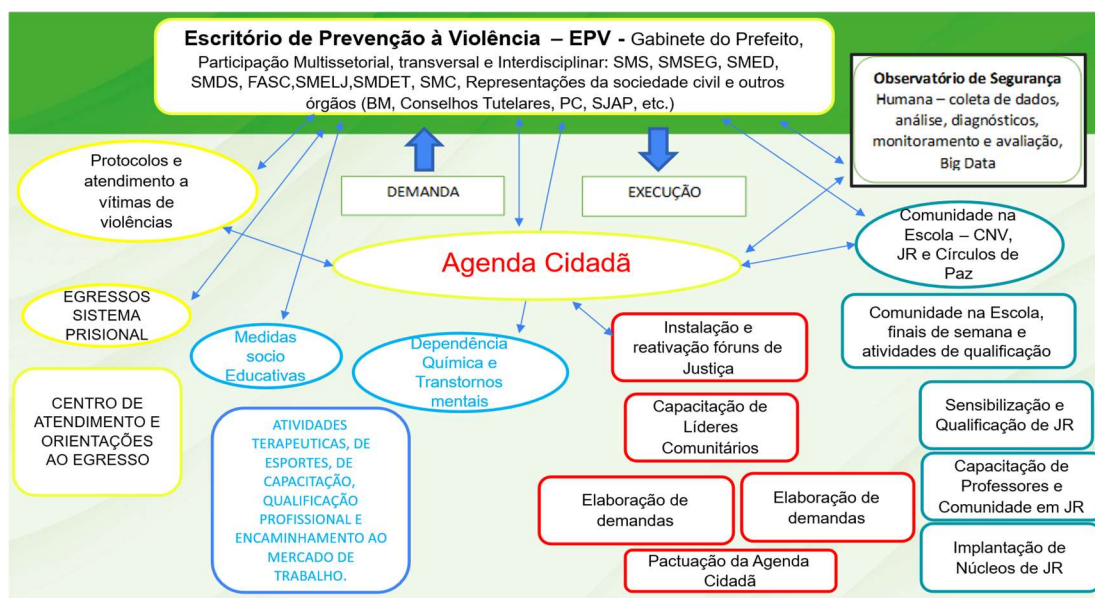 Escritório de Prevenção à Violência – EPV - Gabinete do Prefeito,
Participação Multissetorial, transversal e Interdisciplinar: SMS, SMSEG, SMED,
SMDS, FASC,SMELJ,SMDET, SMC, Representações da sociedade civil e outros
órgãos (BM, Conselhos Tutelares, PC, SJAP, etc.)
Observatório de Segurança
Humana – coleta de dados,
análise, diagnósticos,
monitoramento e avaliação,
Big Data
Protocolos e
atendimento a
vítimas de
violências
DEMANDA
EXECUÇÃO
Comunidade na
Escola – CNV,
JR e Círculos de
Paz
Agenda Cidadã
EGRESSOS
SISTEMA
PRISIONAL
Medidas
socio
Educativas
Dependência
Química e
Transtornos
mentais
Instalação e
reativação fóruns de
Justiça
Comunidade na Escola,
finais de semana e
atividades de qualificação
CENTRO DE
ATENDIMENTO E
ORIENTAÇÕES
AO EGRESSO
ATIVIDADES
TERAPEUTICAS, DE
ESPORTES, DE
CAPACITAÇÃO,
QUALIFICAÇÃO
PROFISSIONAL E
ENCAMINHAMENTO AO
MERCADO DE
TRABALHO.
Capacitação de
Líderes
Comunitários
Sensibilização e
Qualificação de JR
Elaboração de
demandas
Elaboração de
demandas
Capacitação de
Professores e
Comunidade em JR
Pactuação da Agenda
Cidadã
Implantação de
Núcleos de JR